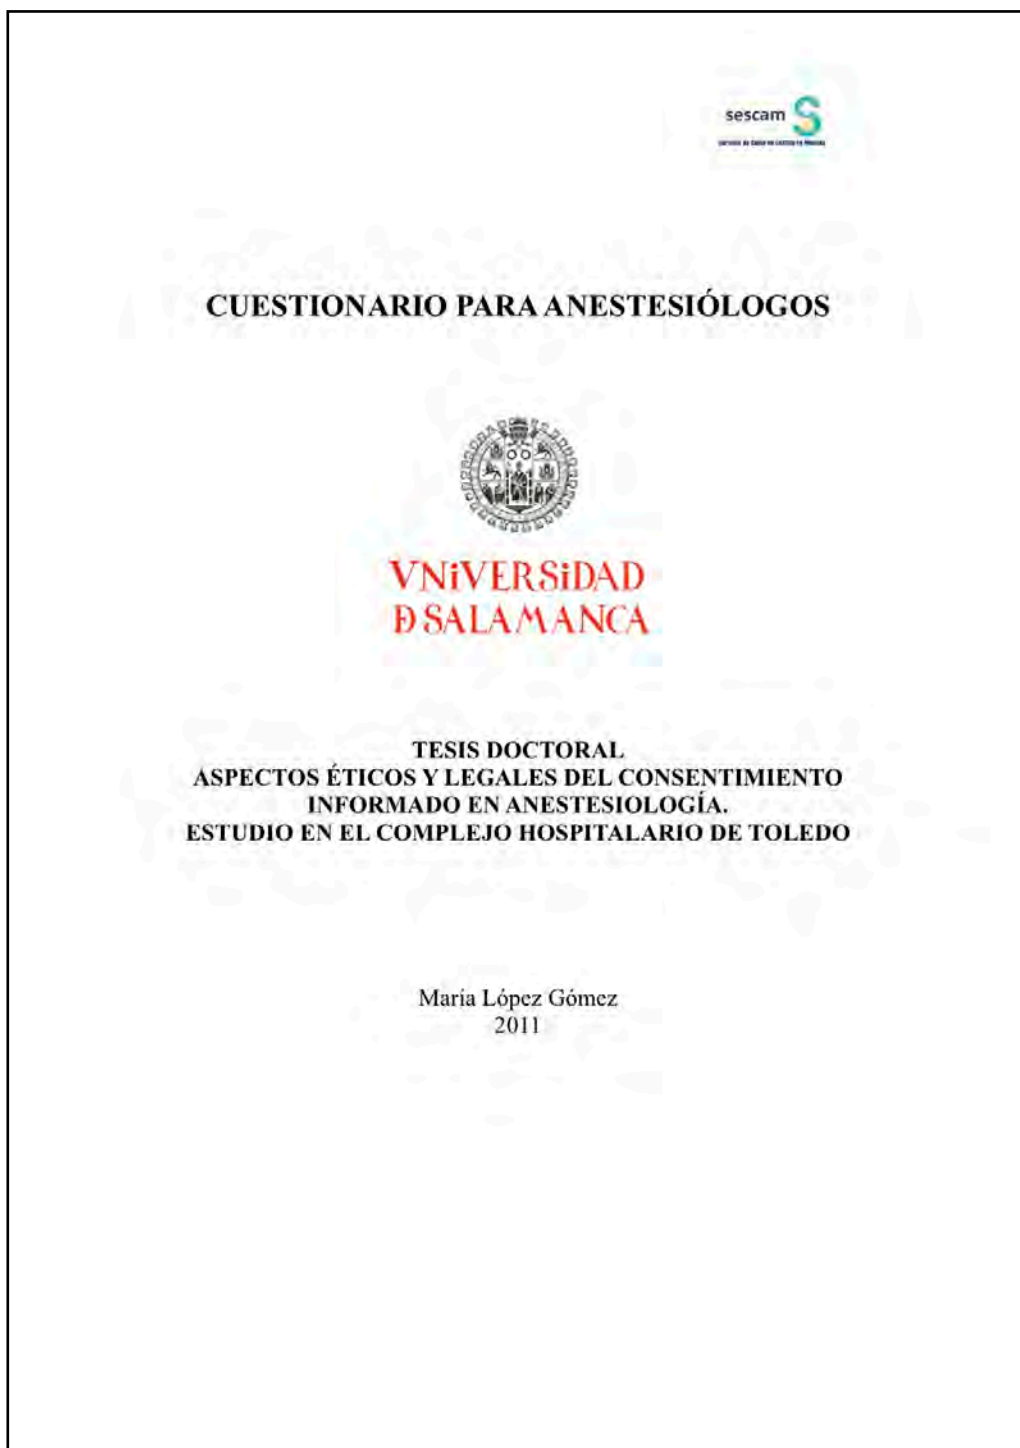 sescam
CUESTIONARIO PARA ANESTESIÓLOGOS
VNiVERSiDAD
Ð SALAMANCA
TESIS DOCTORAL
ASPECTOS ÉTICOS Y LEGALES DEL CONSENTIMIENTO
INFORMADO EN ANESTESIOLOGÍA.
ESTUDIO EN EL COMPLEJO HOSPITALARIO DE TOLEDO
María López Gómez
2011